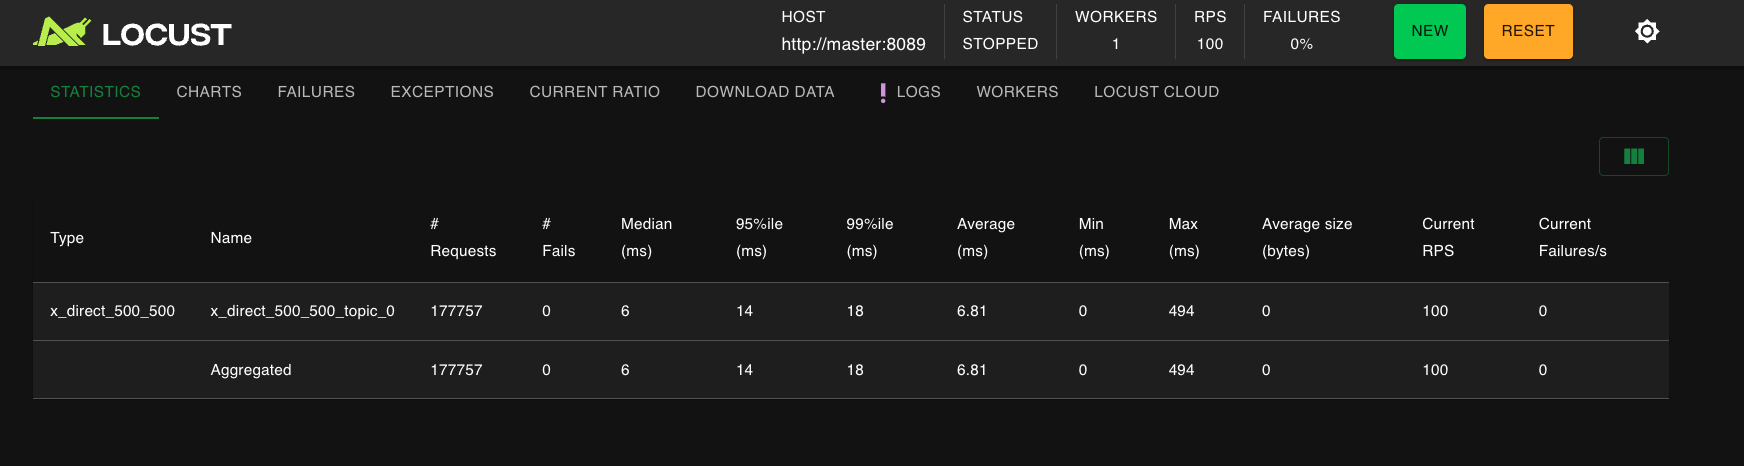 LOCUST
HOST
http://master:8089
STATUS
STOPPED
WORKERS
1
RPS
100
FAILURES
0%
NEW
RESET
STATISTICS CHARTS FAILURES EXCEPTIONS CURRENT RATIO DOWNLOAD DATA ❗ LOGS WORKERS LOCUST CLOUD
Type Name # Requests # Fails Median (ms) 95%ile (ms) 99%ile (ms) Average (ms) Min (ms) Max (ms) Average size (bytes) Current RPS Current Failures/s
x_direct_500_500 x_direct_500_500_topic_0 177757 0 6 14 18 6.81 0 494 0 100 0
Aggregated 177757 0 6 14 18 6.81 0 494 0 100 0